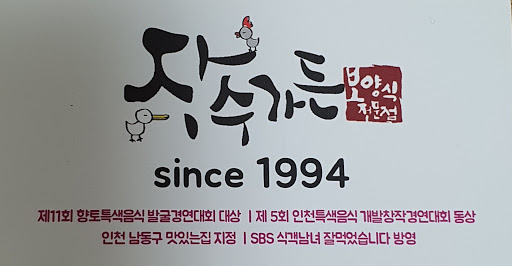 장수가든 보양식
전문점
since 1994
제11회 향토특색음식 발굴경연대회 대상 | 제 5회 인천특색음식 개발창작경연대회 동상
인천 남동구 맛있는집 지정 | SBS 식객남녀 잘먹었습니다 방영